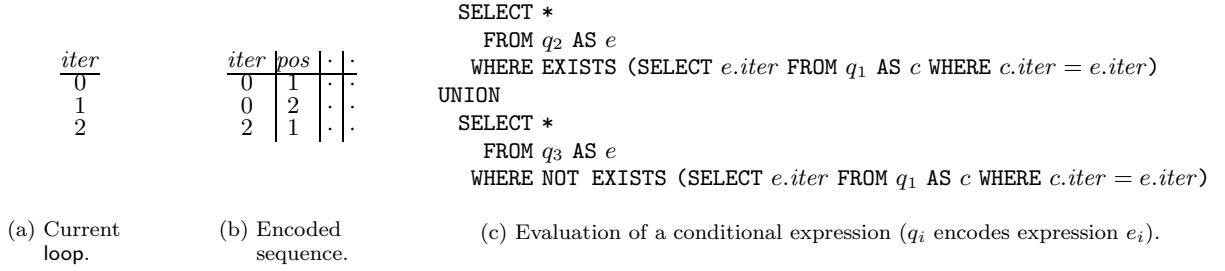 iter
0
1
2
(a) Current
loop.
iter pos · ·
0 1 · ·
0 2 · ·
2 1 · ·
(b) Encoded
sequence.
SELECT *
FROM q₂ AS e
WHERE EXISTS (SELECT e.iter FROM q₁ AS c WHERE c.iter = e.iter)
UNION
SELECT *
FROM q₃ AS e
WHERE NOT EXISTS (SELECT e.iter FROM q₁ AS c WHERE c.iter = e.iter)
(c) Evaluation of a conditional expression (qᵢ encodes expression eᵢ).